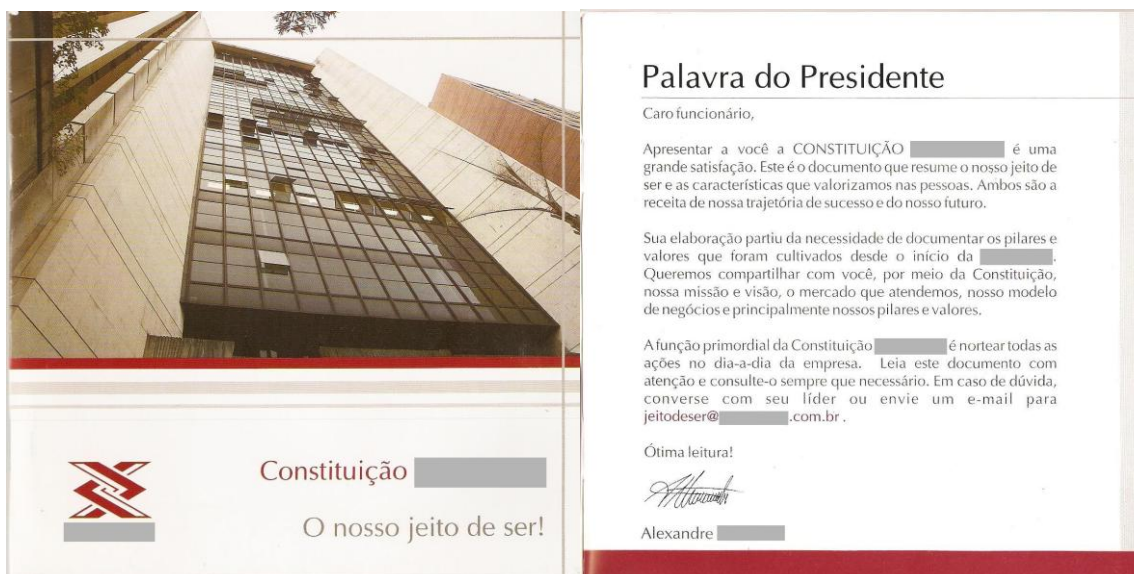 Constituição
O nosso jeito de ser!
Palavra do Presidente
Caro funcionário,
Apresentar a você a CONSTITUIÇÃO é uma
grande satisfação. Este é o documento que resume o nosso jeito de
ser e as características que valorizamos nas pessoas. Ambos são a
receita de nossa trajetória de sucesso e do nosso futuro.
Sua elaboração partiu da necessidade de documentar os pilares e
valores que foram cultivados desde o início da .
Queremos compartilhar com você, por meio da Constituição,
nossa missão e visão, o mercado que atendemos, nosso modelo
de negócios e principalmente nossos pilares e valores.
A função primordial da Constituição é nortear todas as
ações no dia-a-dia da empresa. Leia este documento com
atenção e consulte-o sempre que necessário. Em caso de dúvida,
converse com seu líder ou envie um e-mail para
jeitodeser@ .com.br .
Ótima leitura!
Alexandre